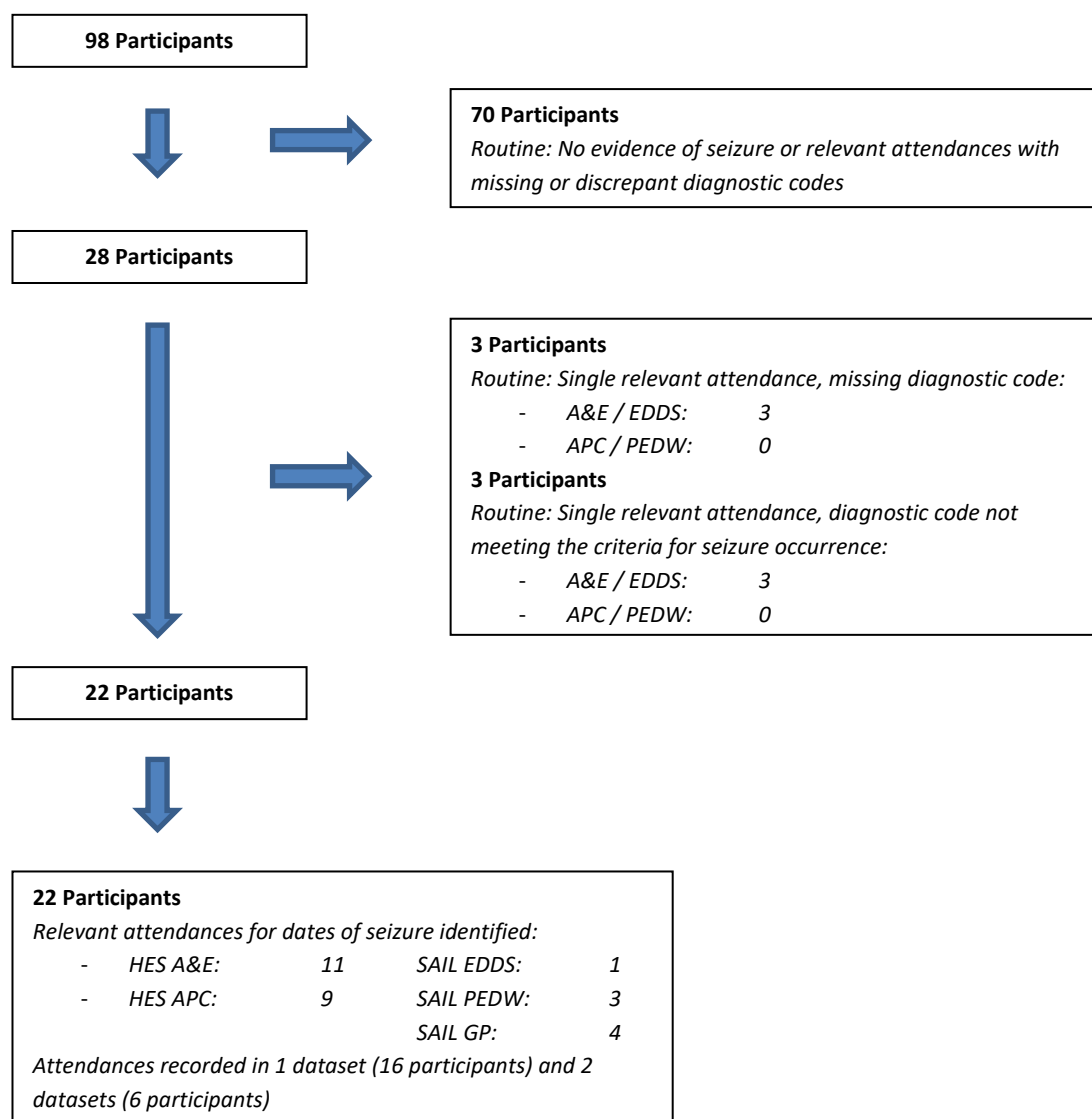 98 Participants
70 Participants
Routine: No evidence of seizure or relevant attendances with
missing or discrepant diagnostic codes
28 Participants
3 Participants
Routine: Single relevant attendance, missing diagnostic code:
- A&E / EDDS: 3
- APC / PEDW: 0
3 Participants
Routine: Single relevant attendance, diagnostic code not
meeting the criteria for seizure occurrence:
- A&E / EDDS: 3
- APC / PEDW: 0
22 Participants
22 Participants
Relevant attendances for dates of seizure identified:
- HES A&E: 11 SAIL EDDS: 1
- HES APC: 9 SAIL PEDW: 3
SAIL GP: 4
Attendances recorded in 1 dataset (16 participants) and 2
datasets (6 participants)